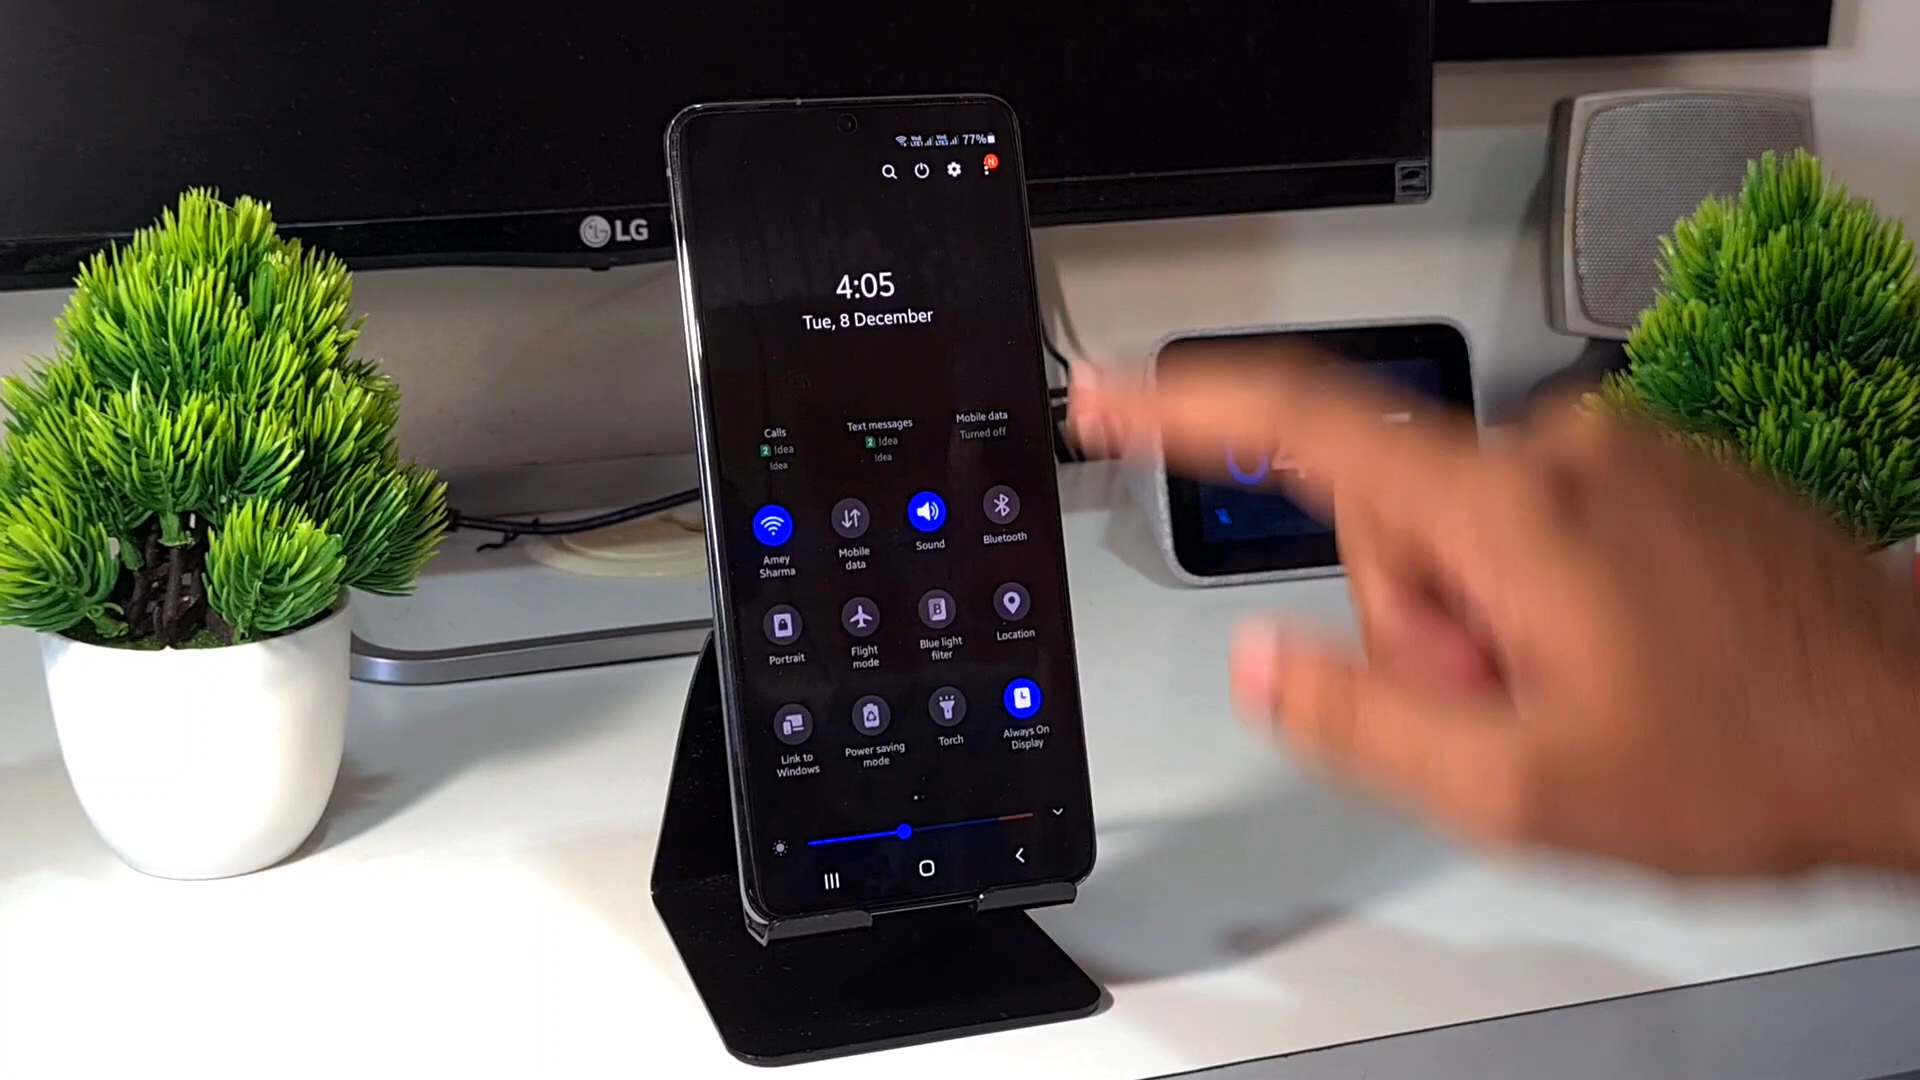 77%
N
LG
4:05
Tue, 8 December
Calls
2 Idea
Idea
Text messages
2 Idea
Idea
Mobile data
Turned off
Amey
Sharma
Mobile
data
Sound
Bluetooth
Portrait
Flight
mode
B
Blue light
filter
Location
Link to
Windows
Power saving
mode
Torch
Always On
Display